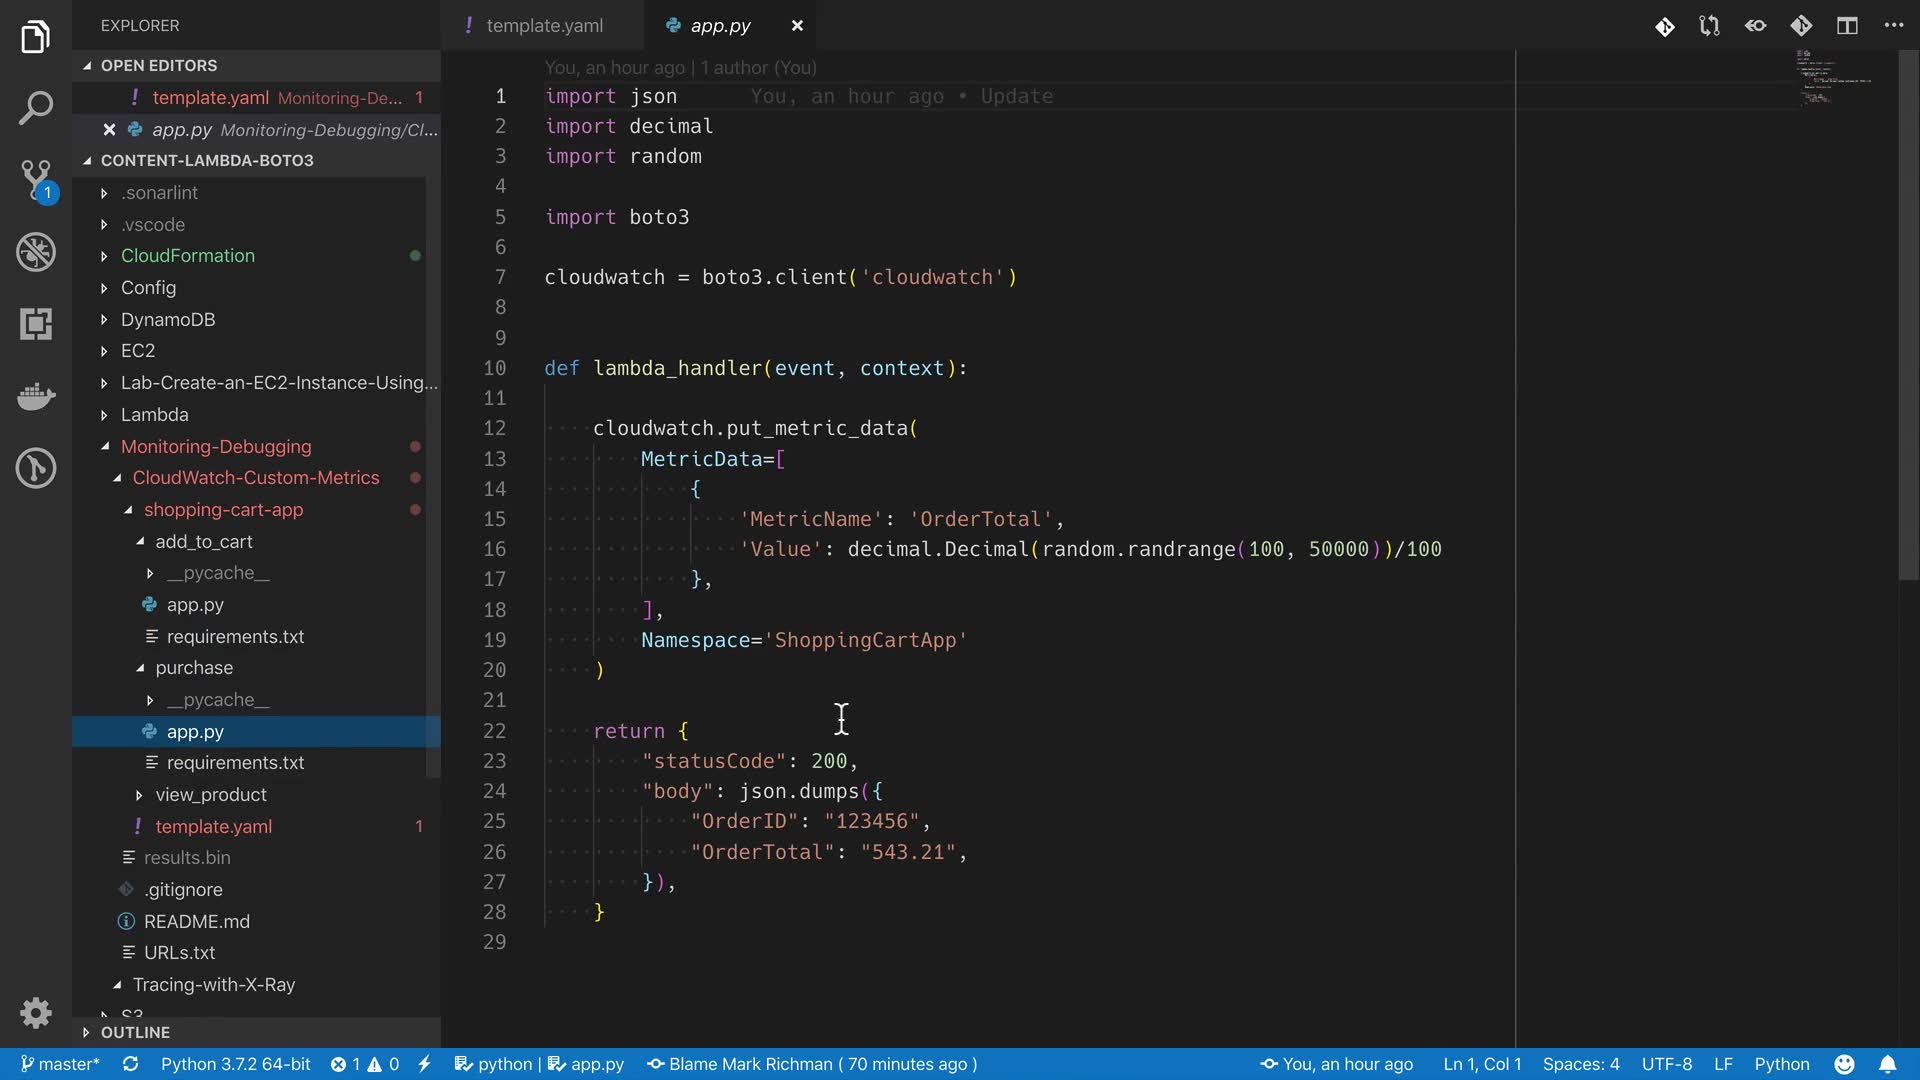 EXPLORER
OPEN EDITORS
! template.yaml Monitoring-De... 1
app.py Monitoring-Debugging/Cl...
CONTENT-LAMBDA-BOTO3
.sonarlint
.vscode
CloudFormation
Config
DynamoDB
EC2
Lab-Create-an-EC2-Instance-Using...
Lambda
Monitoring-Debugging
CloudWatch-Custom-Metrics
shopping-cart-app
add_to_cart
__pycache__
app.py
requirements.txt
purchase
__pycache__
app.py
requirements.txt
view_product
! template.yaml 1
results.bin
.gitignore
README.md
URLs.txt
Tracing-with-X-Ray
S3
OUTLINE
1
! template.yaml
app.py
You, an hour ago | 1 author (You)
1 import json You, an hour ago • Update
2 import decimal
3 import random
4
5 import boto3
6
7 cloudwatch = boto3.client('cloudwatch')
8
9
10 def lambda_handler(event, context):
11
12 cloudwatch.put_metric_data(
13 MetricData=[
14 {
15 'MetricName': 'OrderTotal',
16 'Value': decimal.Decimal(random.randrange(100, 50000))/100
17 },
18 ],
19 Namespace='ShoppingCartApp'
20 )
21
22 return {
23 "statusCode": 200,
24 "body": json.dumps({
25 "OrderID": "123456",
26 "OrderTotal": "543.21",
27 }),
28 }
29
master* Python 3.7.2 64-bit 1 0 python | app.py Blame Mark Richman ( 70 minutes ago ) You, an hour ago Ln 1, Col 1 Spaces: 4 UTF-8 LF Python